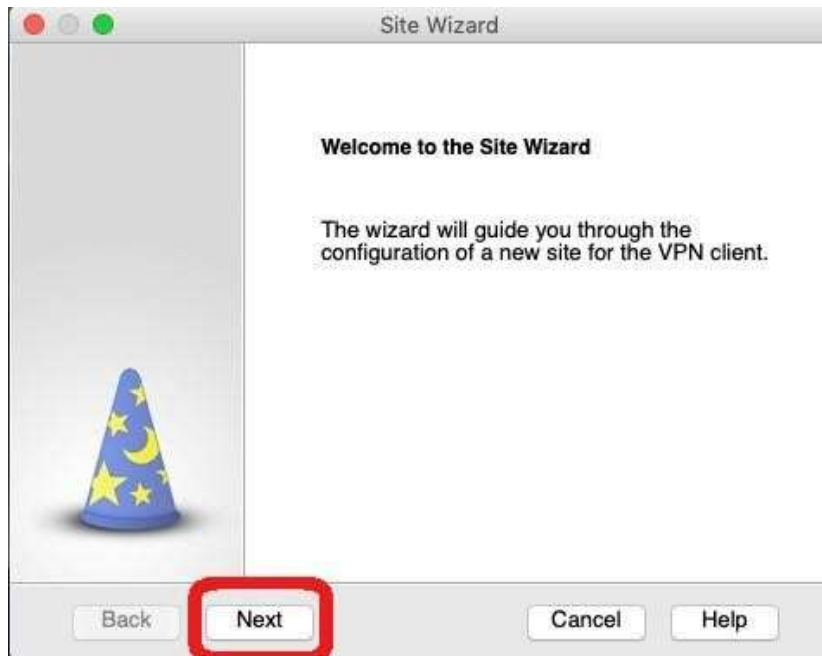 Site Wizard
Welcome to the Site Wizard
The wizard will guide you through the
configuration of a new site for the VPN client.
Back Next Cancel Help